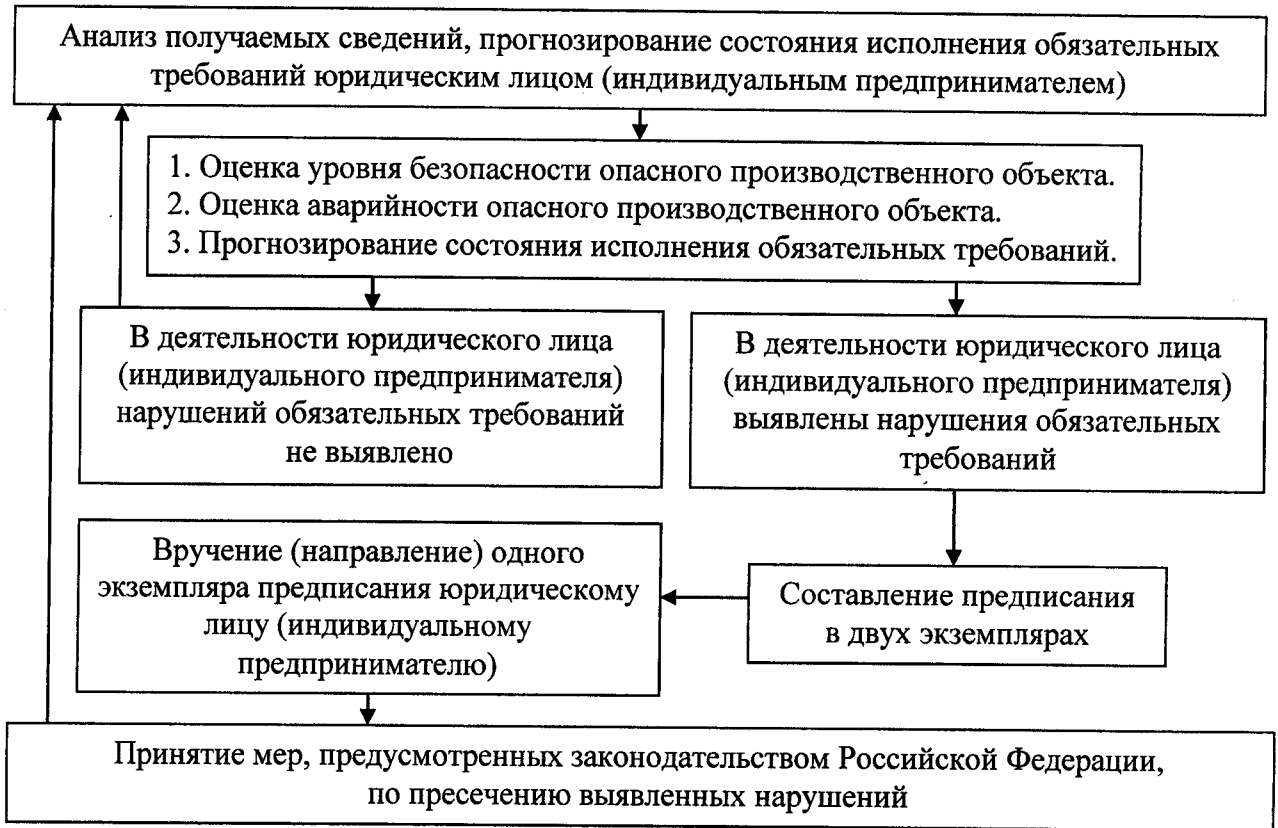 Анализ получаемых сведений, прогнозирование состояния исполнения обязательных
требований юридическим лицом (индивидуальным предпринимателем)
1. Оценка уровня безопасности опасного производственного объекта.
2. Оценка аварийности опасного производственного объекта.
3. Прогнозирование состояния исполнения обязательных требований.
В деятельности юридического лица
(индивидуального предпринимателя)
нарушений обязательных требований
не выявлено
В деятельности юридического лица
(индивидуального предпринимателя)
выявлены нарушения обязательных
требований
Вручение (направление) одного
экземпляра предписания юридическому
лицу (индивидуальному
предпринимателю)
Составление предписания
в двух экземплярах
Принятие мер, предусмотренных законодательством Российской Федерации,
по пресечению выявленных нарушений